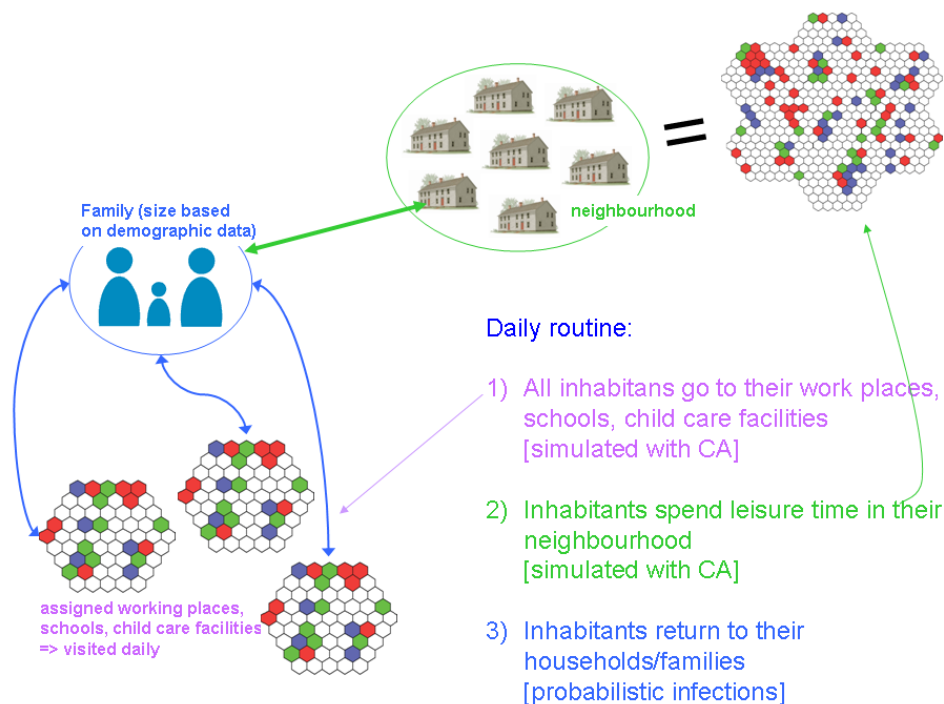 neighbourhood
Family (size based
on demographic data)
Daily routine:
1) All inhabitans go to their work places,
schools, child care facilities
[simulated with CA]
2) Inhabitants spend leisure time in their
neighbourhood
[simulated with CA]
3) Inhabitants return to their
households/families
[probabilistic infections]
assigned working places,
schools, child care facilities
=> visited daily